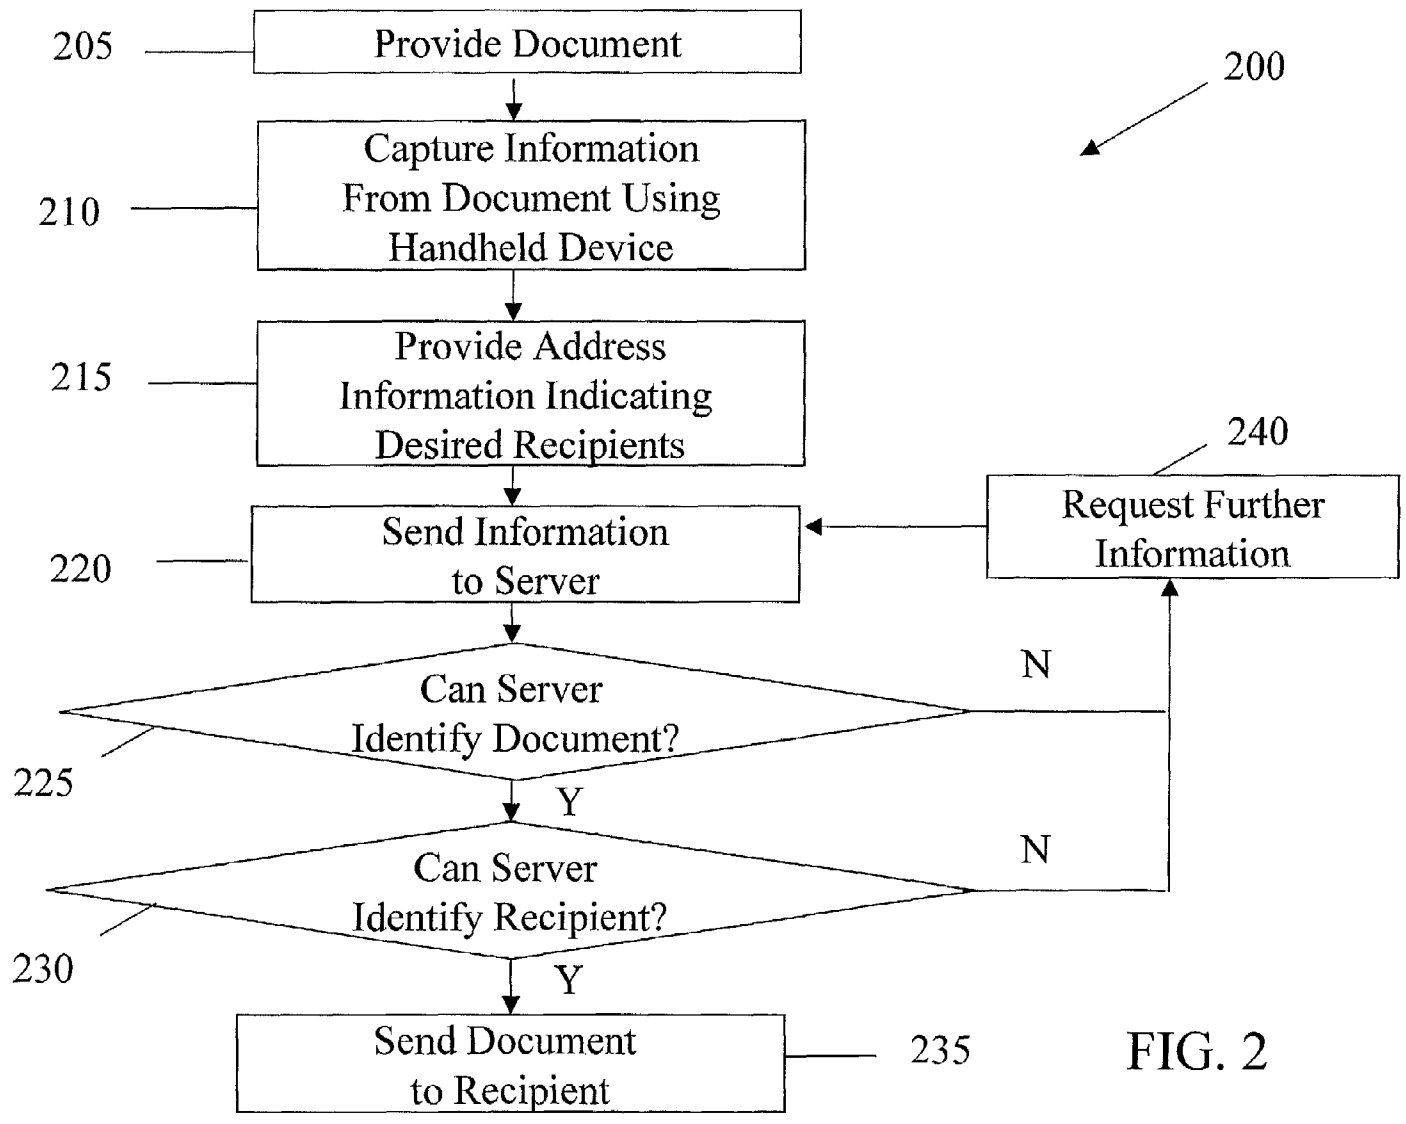 205
Provide Document
200
Capture Information
From Document Using
Handheld Device
210
Provide Address
Information Indicating
Desired Recipients
215
240
Request Further
Information
Send Information
to Server
220
N
Can Server
Identify Document?
225
Y
N
Can Server
Identify Recipient?
230
Y
Send Document
to Recipient
235
FIG. 2